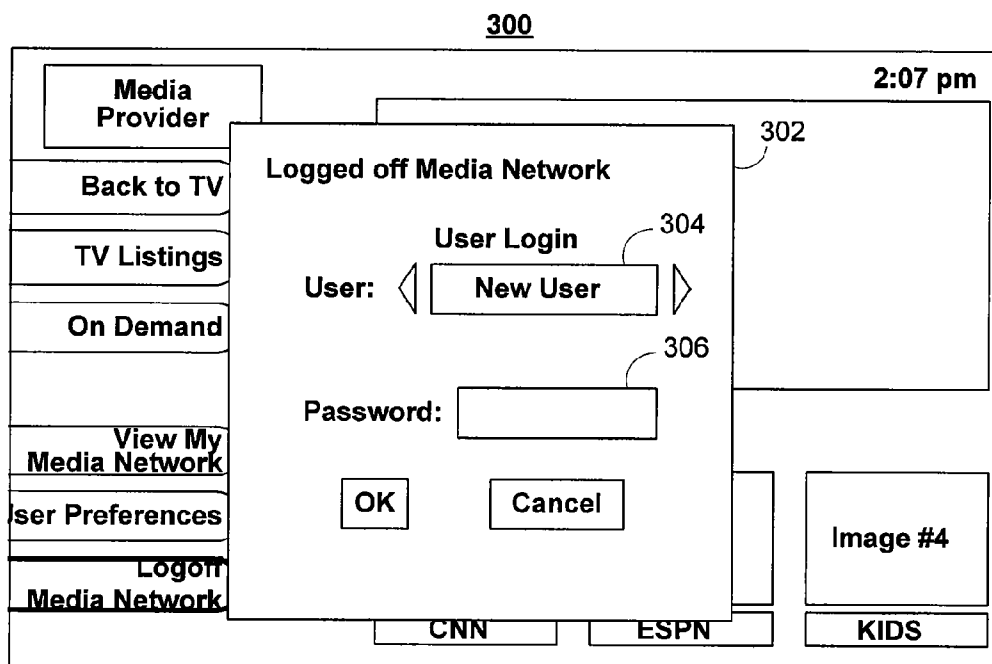 300
Media
Provider
2:07 pm
302
Logged off Media Network
Back to TV
User Login
304
TV Listings
User:
New User
On Demand
306
Password:
View My
Media Network
OK
Cancel
ser Preferences
Image #4
Logoff
Media Network
CNN
ESPN
KIDS